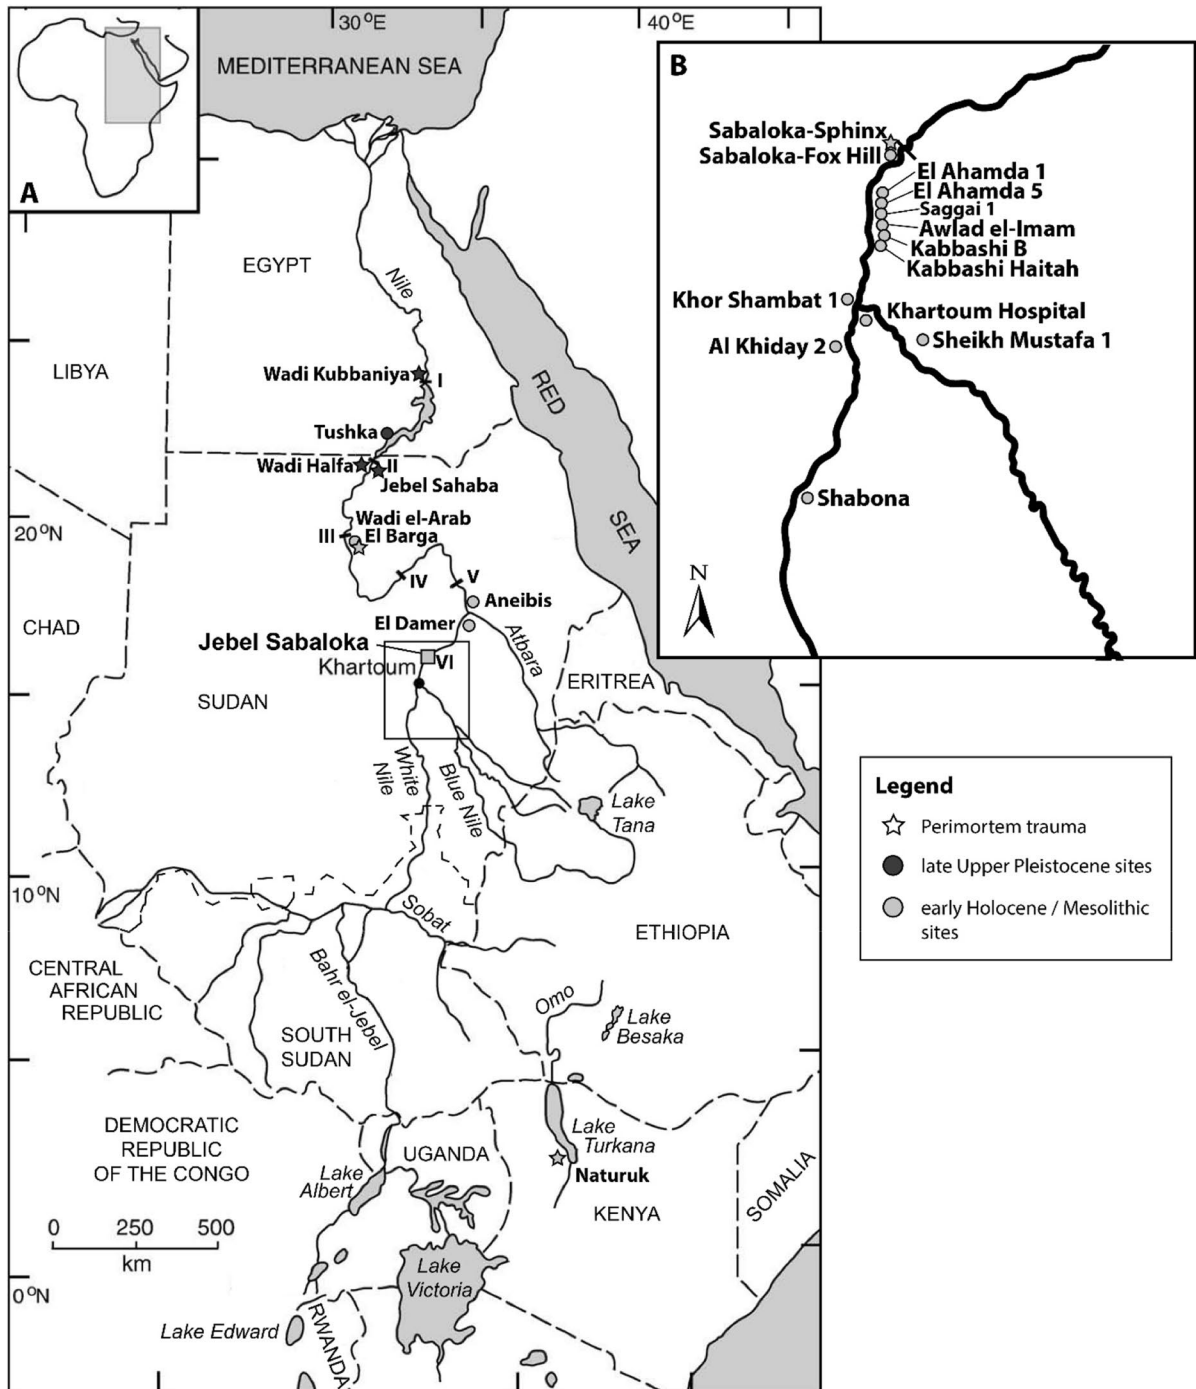 30°E
40°E
MEDITERRANEAN SEA
A
B
Sabaloka-Sphinx
Sabaloka-Fox Hill
El Ahamda 1
El Ahamda 5
Saggai 1
Awlad el-Imam
Kabbashi B
Kabbashi Haitah
Khor Shambat 1
Khartoum Hospital
Al Khiday 2
Sheikh Mustafa 1
Shabona
N
EGYPT
Nile
LIBYA
RED
SEA
Wadi Kubbaniya
I
Tushka
Wadi Halfa
II
Jebel Sahaba
20°N
Wadi el-Arab
III
El Barga
IV
V
Aneibis
CHAD
El Damer
Atbara
Jebel Sabaloka
VI
Khartoum
SUDAN
ERITREA
White
Nile
Blue Nile
Lake
Tana
Legend
Perimortem trauma
late Upper Pleistocene sites
early Holocene / Mesolithic
sites
10°N
Sobat
ETHIOPIA
CENTRAL
AFRICAN
REPUBLIC
Bahr el-Jebel
SOUTH
SUDAN
Omo
Lake
Besaka
DEMOCRATIC
REPUBLIC
OF THE CONGO
Lake
Turkana
UGANDA
Lake
Albert
Naturuk
KENYA
SOMALIA
0 250 500
km
Lake
Victoria
0°N
Lake Edward
RWANDA